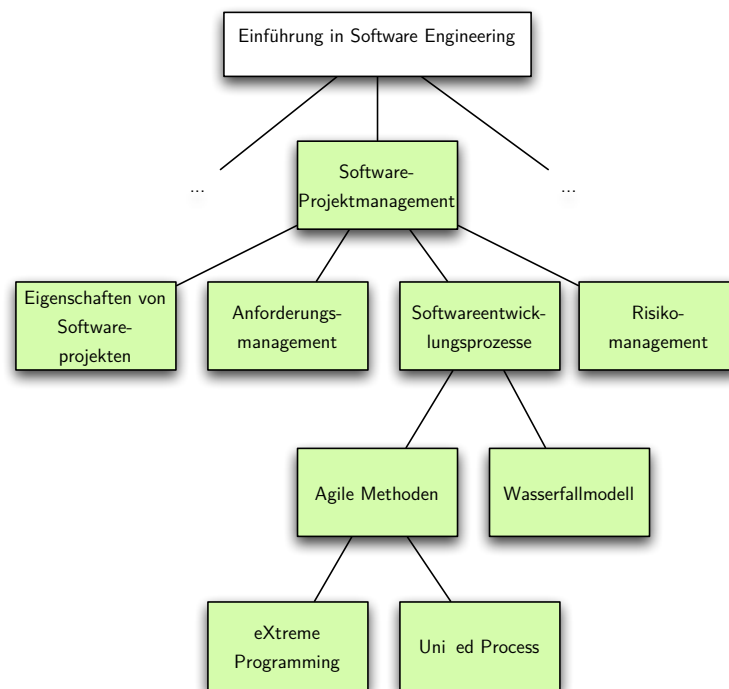 Einführung in Software Engineering
...
...
Software-
Projektmanagement
Eigenschaften von
Software-
projekten
Anforderungs-
management
Softwareentwick-
lungsprozesse
Risiko-
management
Agile Methoden
Wasserfallmodell
eXtreme
Programming
Uni ed Process